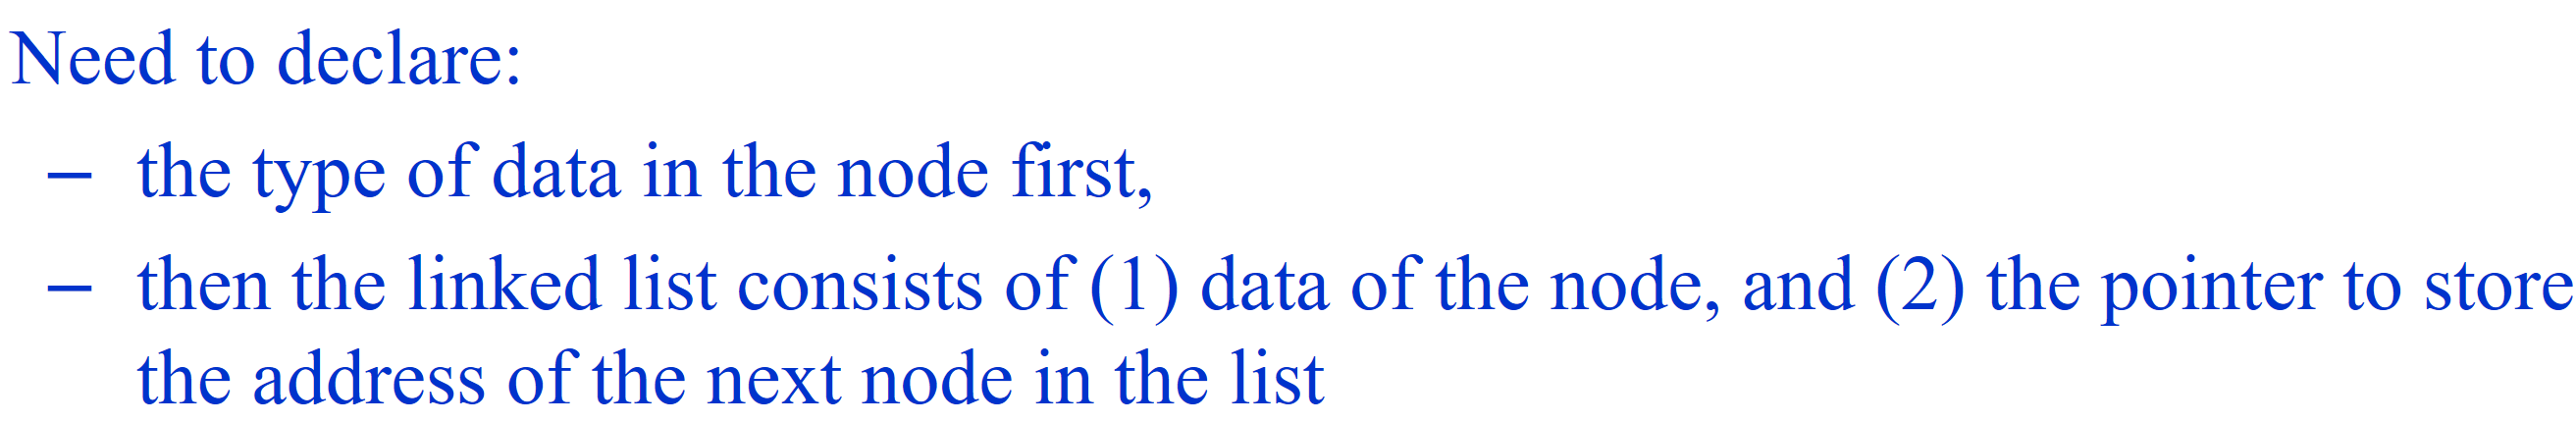 Need to declare:
– the type of data in the node first,
– then the linked list consists of (1) data of the node, and (2) the pointer to store
the address of the next node in the list